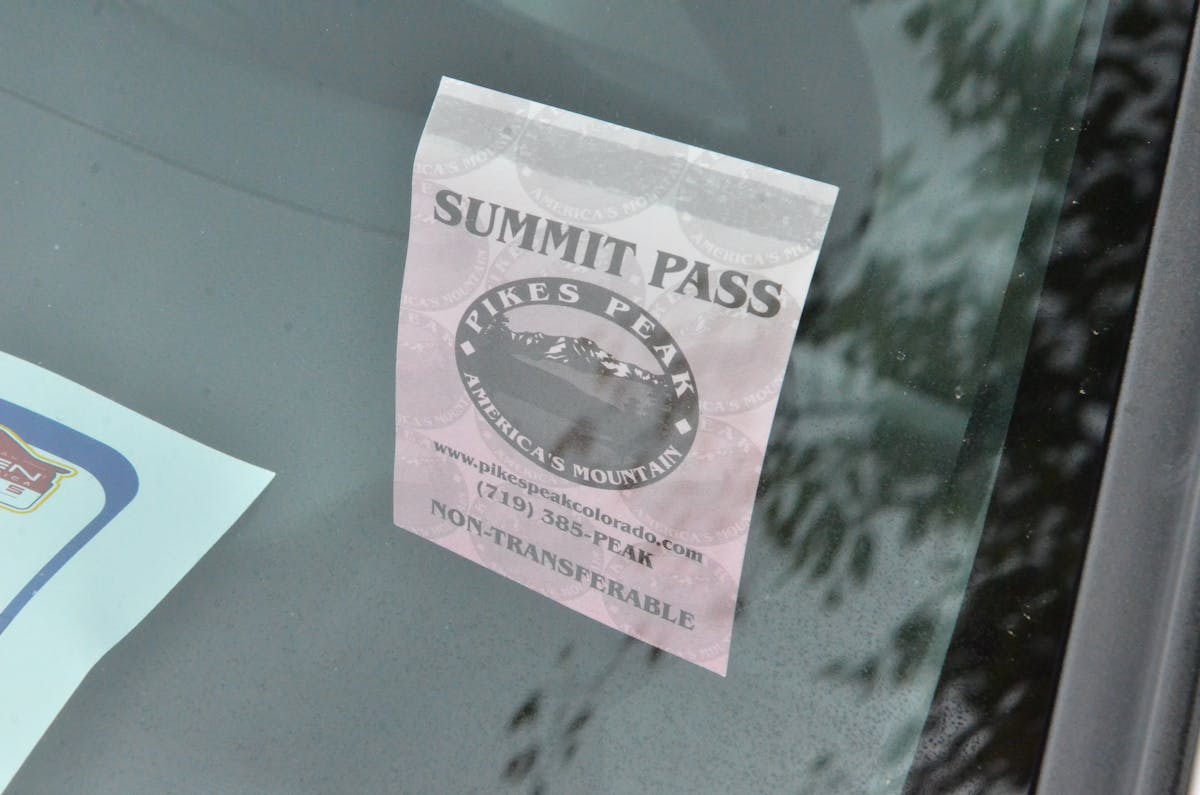 SUMMIT PASS
PIKES PEAK
AMERICA'S MOUNTAIN
www.pikespeakcolorado.com
(719) 385-PEAK
NON-TRANSFERABLE